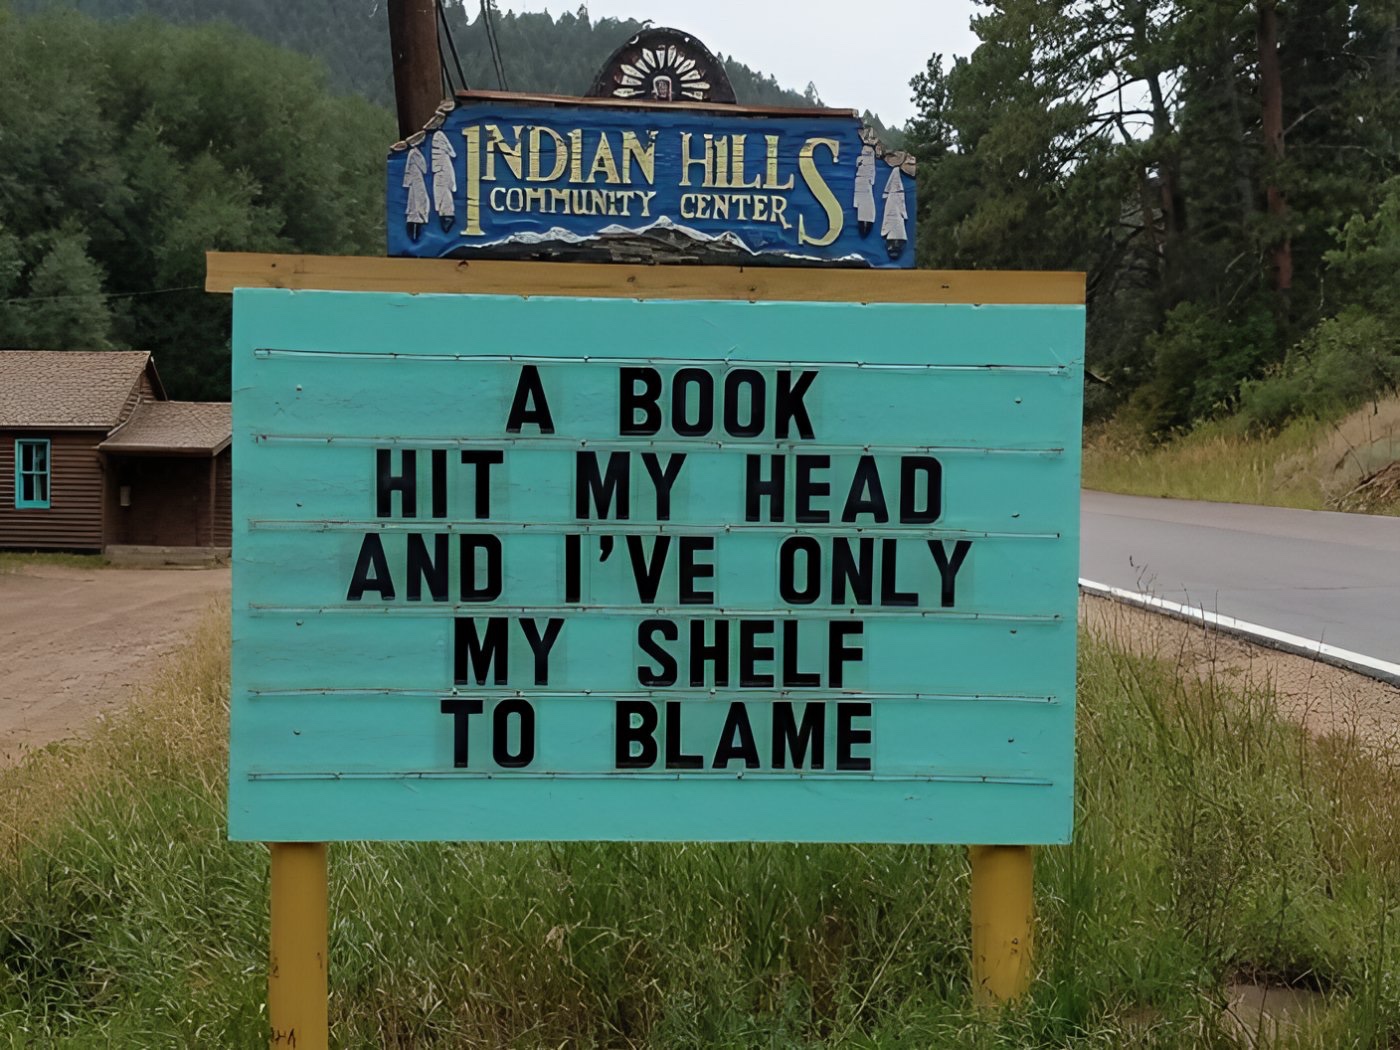 INDIAN HILLS
COMMUNITY CENTER
A BOOK
HIT MY HEAD
AND I'VE ONLY
MY SHELF
TO BLAME